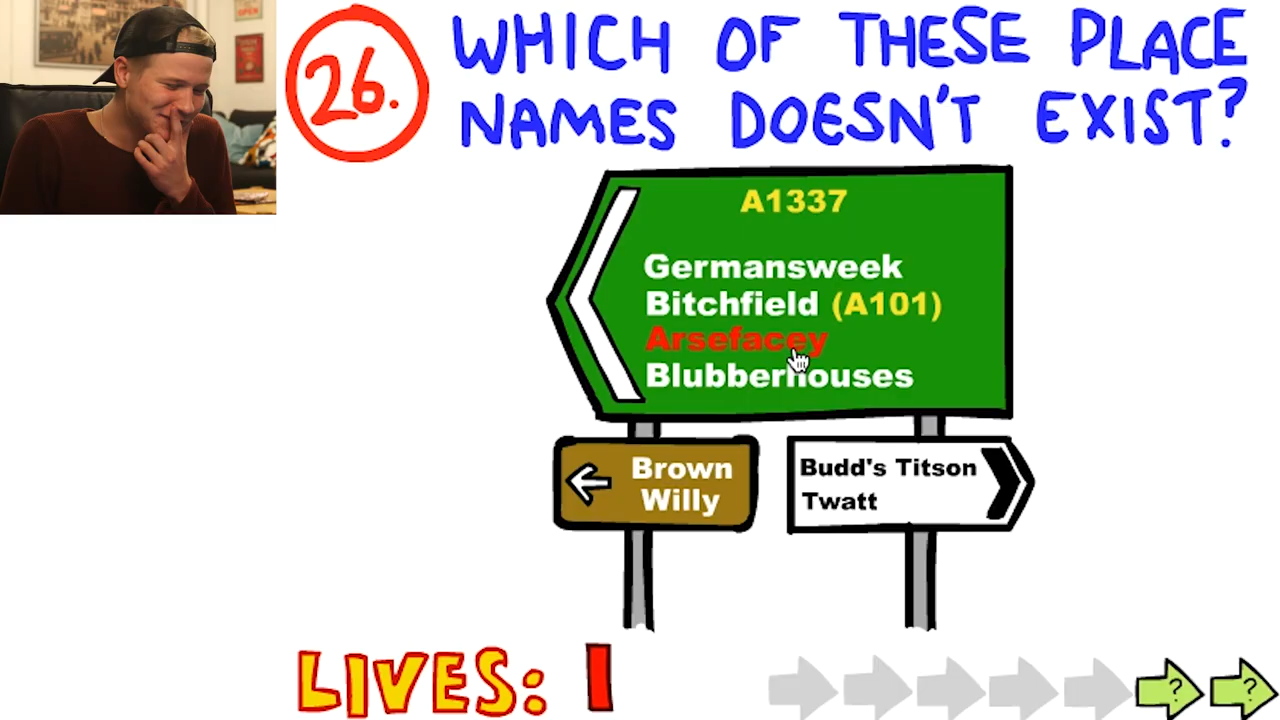 26.
WHICH OF THESE PLACE
NAMES DOESN'T EXIST?
A1337
Germansweek
Bitchfield (A101)
Arsefacey
Blubberhouses
Brown
Willy
Budd's Titson
Twatt
LIVES: 1
? ?
OPEN